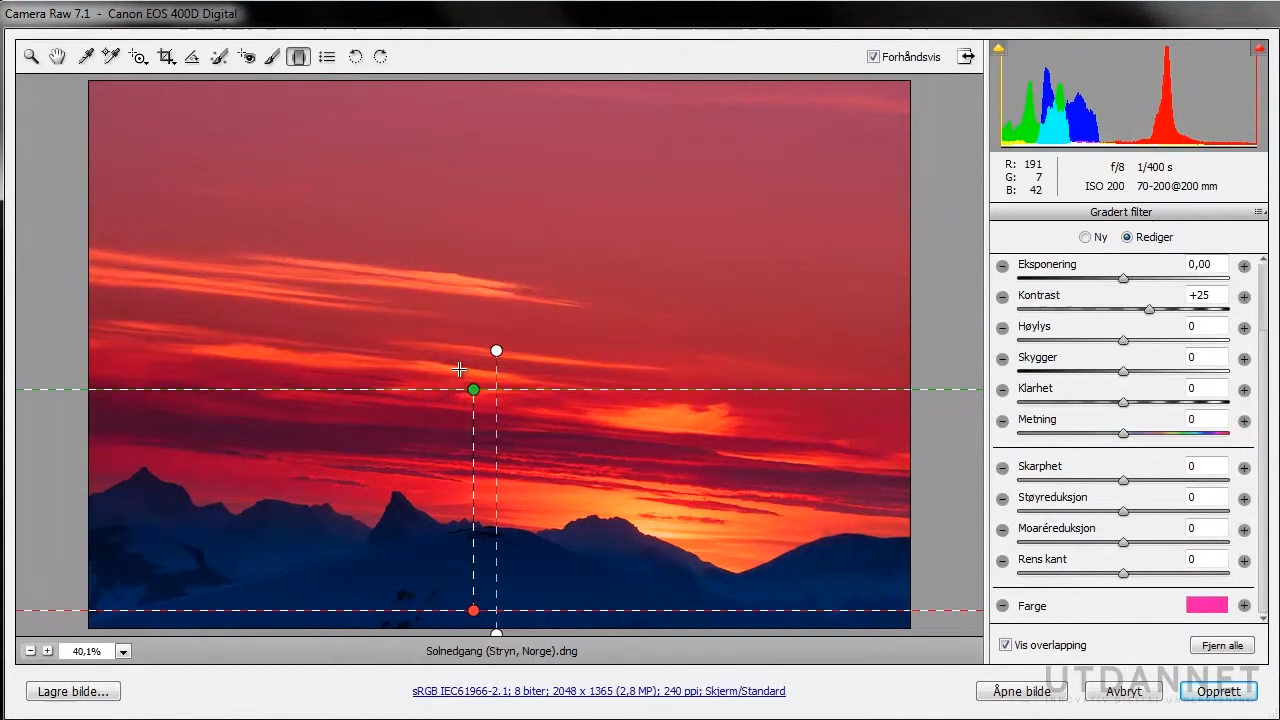 Camera Raw 7.1 - Canon EOS 400D Digital
Forhåndsvis
R: 191
G: 7
B: 42
f/8 1/400 s
ISO 200 70-200@200 mm
Gradert filter
Ny Rediger
Eksponering 0,00
Kontrast +25
Høylys 0
Skygger 0
Klarhet 0
Metning 0
Skarphet 0
Støyreduksjon 0
Moaréreduksjon 0
Rens kant 0
Farge
Vis overlapping Fjern alle
40,1% Solnedgang (Stryn, Norge).dng
UTDANNET
Lagre bilde... sRGB IEC61966-2.1; 8 biter; 2048 x 1365 (2,8 MP); 240 ppi; Skjerm/Standard Åpne bilde Avbryt Opprett